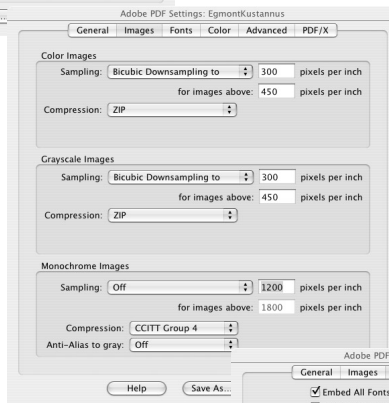 Adobe PDF Settings: EgmontKustannus
General Images Fonts Color Advanced PDF/X
Color Images
Sampling: Bicubic Downsampling to 300 pixels per inch
for images above: 450 pixels per inch
Compression: ZIP
Grayscale Images
Sampling: Bicubic Downsampling to 300 pixels per inch
for images above: 450 pixels per inch
Compression: ZIP
Monochrome Images
Sampling: Off 1200 pixels per inch
for images above: 1800 pixels per inch
Compression: CCITT Group 4
Anti-Alias to gray: Off
Help Save As...
Adobe PDF
General Images
Embed All Fonts